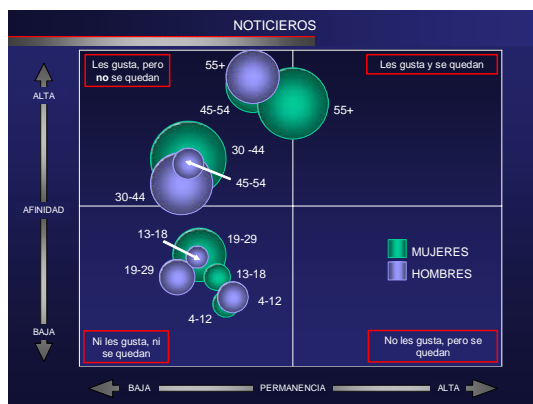 NOTICIEROS
Les gusta, pero
no se quedan
Les gusta y se quedan
55+
45-54
55+
ALTA
30 -44
45-54
30-44
AFINIDAD
13-18
19-29
19-29
13-18
4-12
4-12
MUJERES
HOMBRES
BAJA
Ni les gusta, ni
se quedan
No les gusta, pero se
quedan
BAJA
PERMANENCIA
ALTA